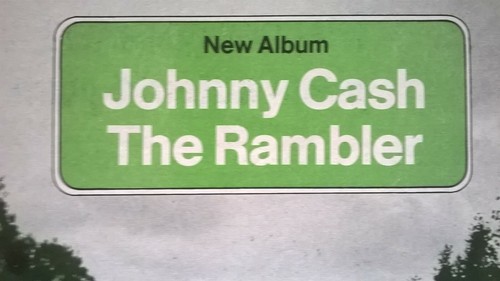 New Album
Johnny Cash
The Rambler